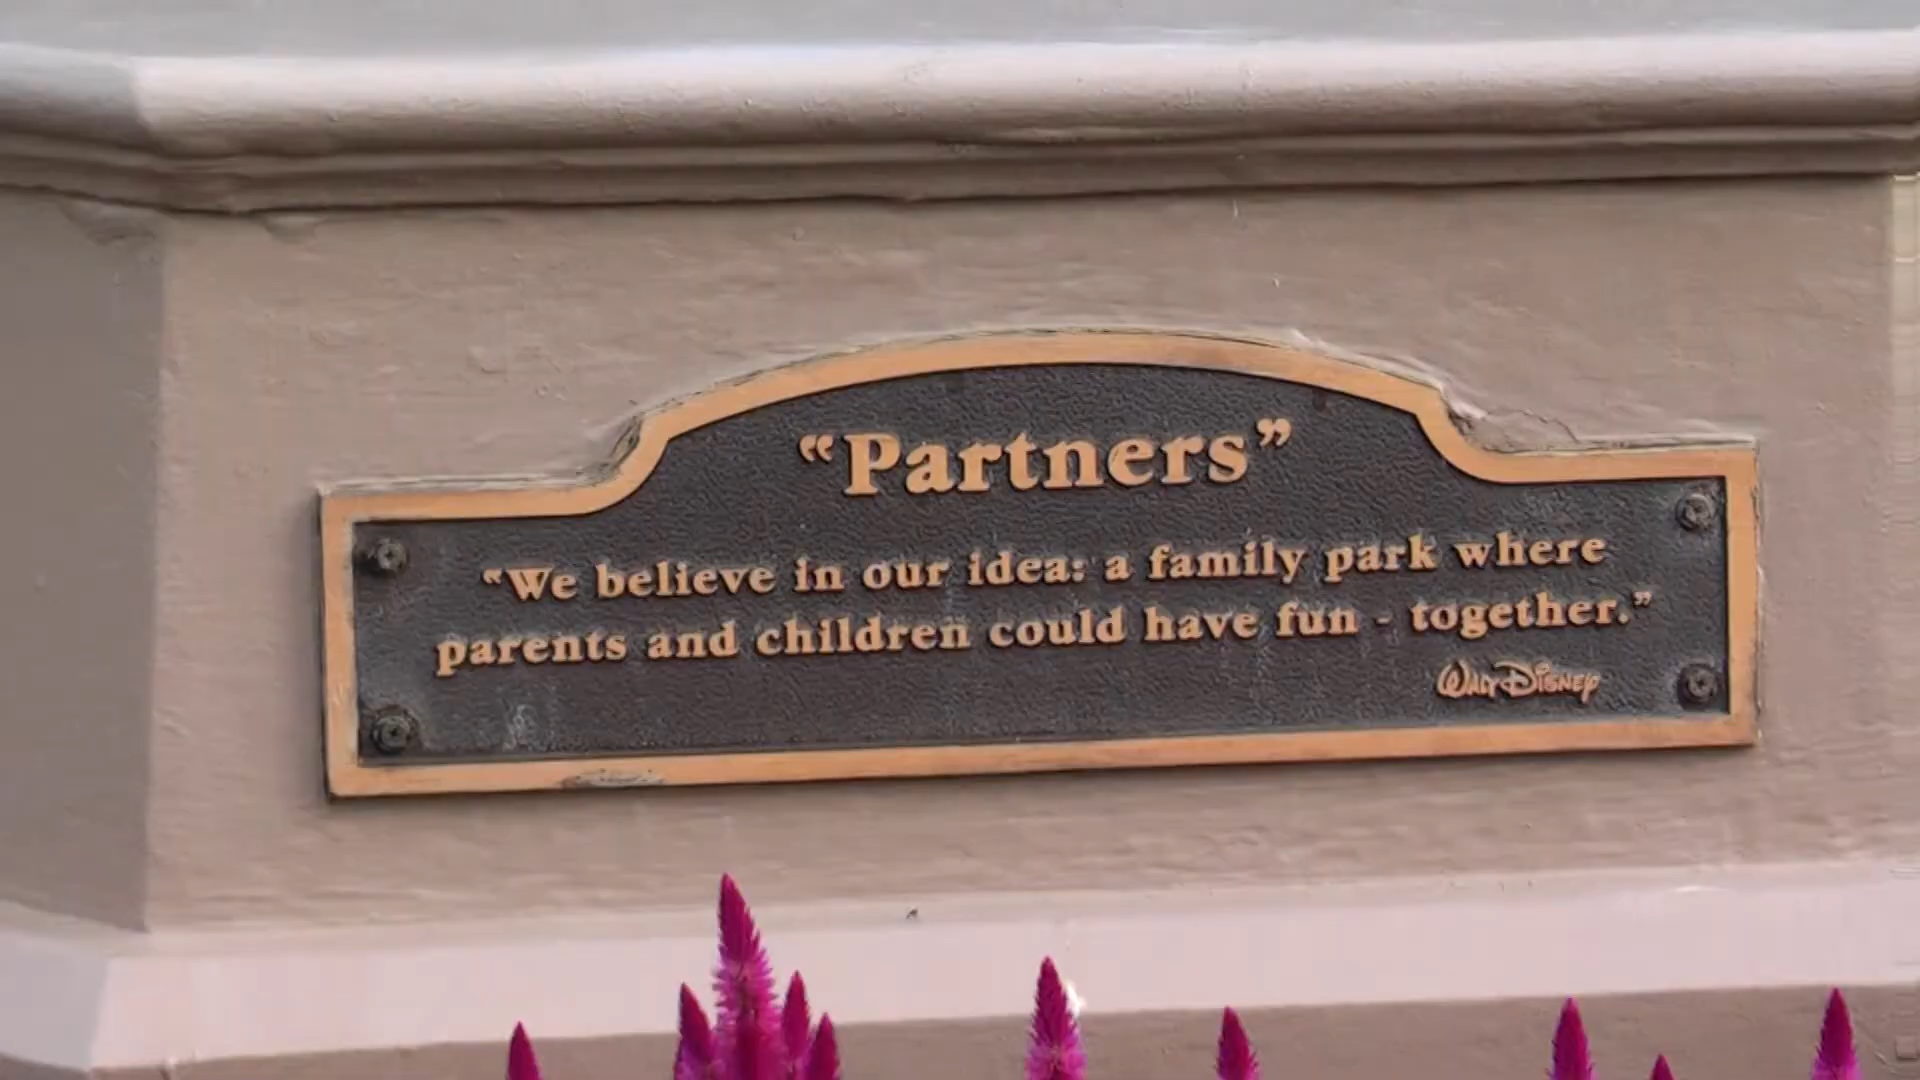 “Partners”
“We believe in our idea: a family park where
parents and children could have fun - together.”
Walt Disney